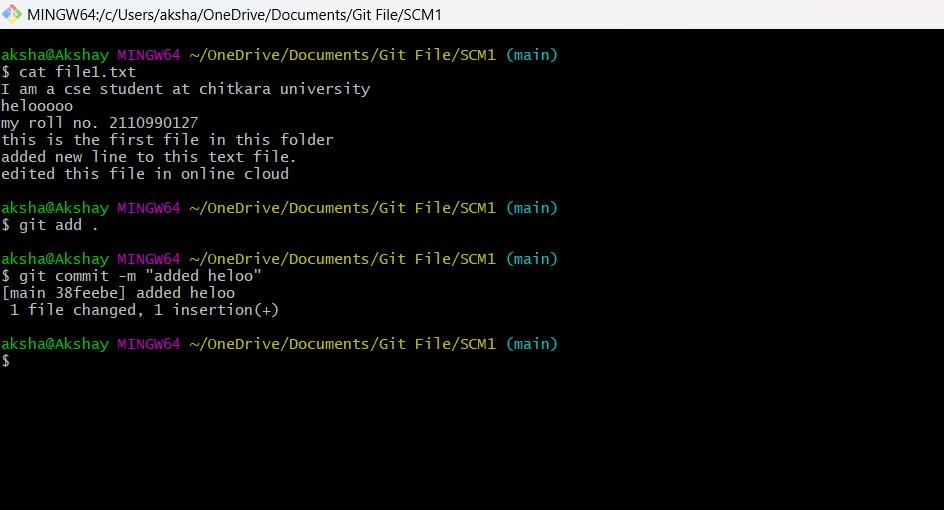 MINGW64:/c/Users/aksha/OneDrive/Documents/Git File/SCM1
aksha@Akshay MINGW64 ~/OneDrive/Documents/Git File/SCM1 (main)
$ cat file1.txt
I am a cse student at chitkara university
helooooo
my roll no. 2110990127
this is the first file in this folder
added new line to this text file.
edited this file in online cloud
aksha@Akshay MINGW64 ~/OneDrive/Documents/Git File/SCM1 (main)
$ git add .
aksha@Akshay MINGW64 ~/OneDrive/Documents/Git File/SCM1 (main)
$ git commit -m "added heloo"
[main 38feebe] added heloo
 1 file changed, 1 insertion(+)
aksha@Akshay MINGW64 ~/OneDrive/Documents/Git File/SCM1 (main)
$